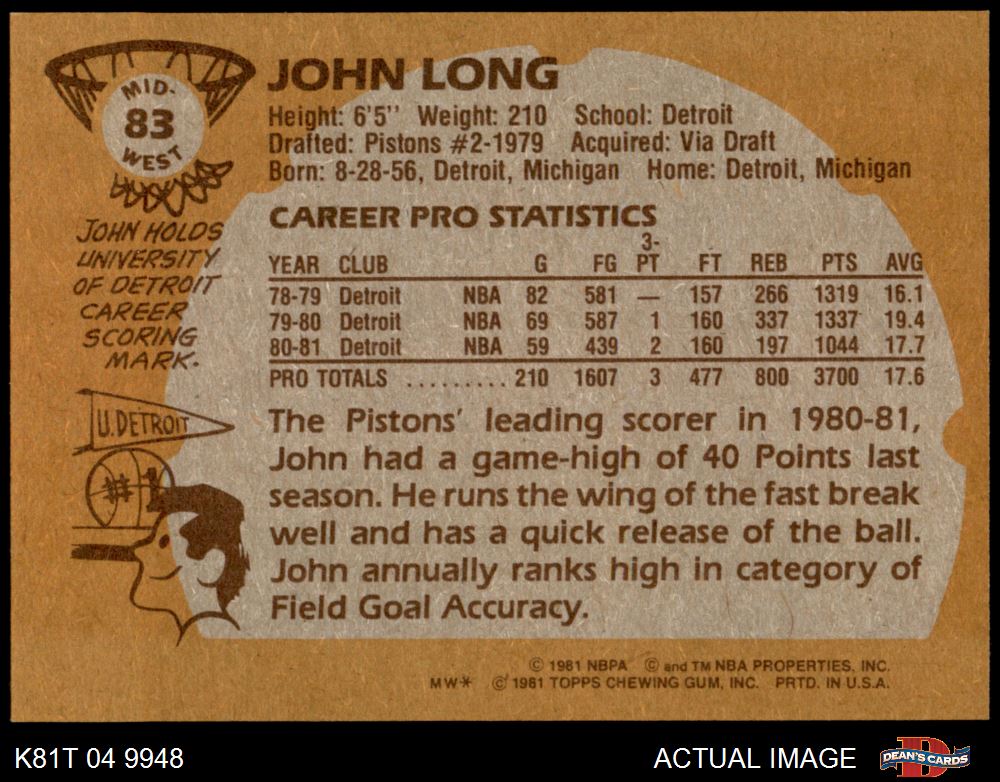 MID-
83
WEST
JOHN LONG
Height: 6'5'' Weight: 210 School: Detroit
Drafted: Pistons #2-1979 Acquired: Via Draft
Born: 8-28-56, Detroit, Michigan Home: Detroit, Michigan
JOHN HOLDS
UNIVERSITY
OF DETROIT
CAREER
SCORING
MARK.
U. DETROIT
#1
CAREER PRO STATISTICS
YEAR CLUB G FG 3-PT FT REB PTS AVG
78-79 Detroit NBA 82 581 — 157 266 1319 16.1
79-80 Detroit NBA 69 587 1 160 337 1337 19.4
80-81 Detroit NBA 59 439 2 160 197 1044 17.7
PRO TOTALS .......... 210 1607 3 477 800 3700 17.6
The Pistons' leading scorer in 1980-81,
John had a game-high of 40 Points last
season. He runs the wing of the fast break
well and has a quick release of the ball.
John annually ranks high in category of
Field Goal Accuracy.
© 1981 NBPA © and TM NBA PROPERTIES, INC.
MW* © 1981 TOPPS CHEWING GUM, INC. PRTD. IN U.S.A.
K81T 04 9948
ACTUAL IMAGE
D
DEAN'S CARDS